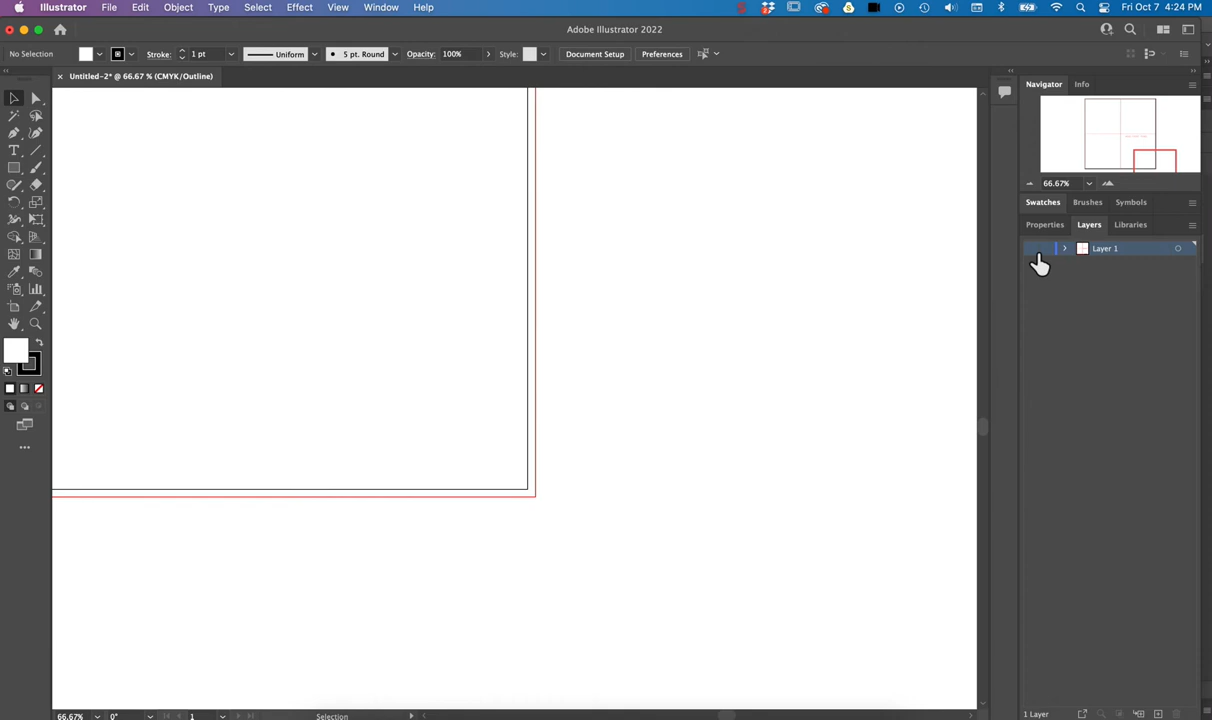 Illustrator File Edit Object Type Select Effect View Window Help Fri Oct 7 4:24 PM
Adobe Illustrator 2022
No Selection Stroke: 1 pt Uniform 5 pt. Round Opacity: 100% Style: Document Setup Preferences
Untitled-2* @ 66.67 % (CMYK/Outline)
Navigator Info
66.67%
Swatches Brushes Symbols
Properties Layers Libraries
Layer 1
66.67% 0° 1 Selection
1 Layer